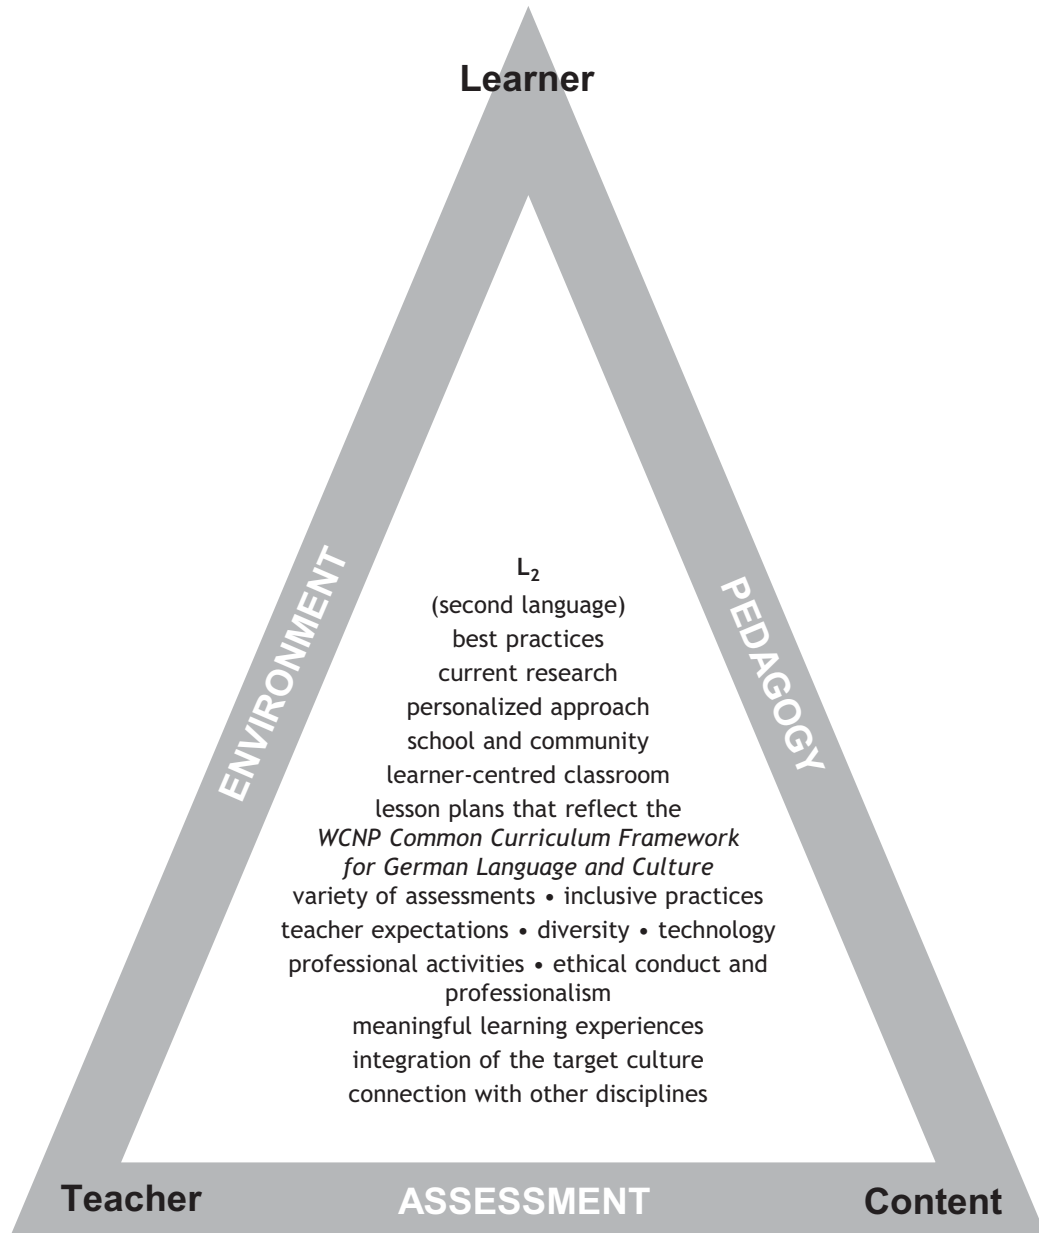 Learner
ENVIRONMENT
PEDAGOGY
L₂
(second language)
best practices
current research
personalized approach
school and community
learner-centred classroom
lesson plans that reflect the
WCNP Common Curriculum Framework
for German Language and Culture
variety of assessments • inclusive practices
teacher expectations • diversity • technology
professional activities • ethical conduct and
professionalism
meaningful learning experiences
integration of the target culture
connection with other disciplines
Teacher
ASSESSMENT
Content